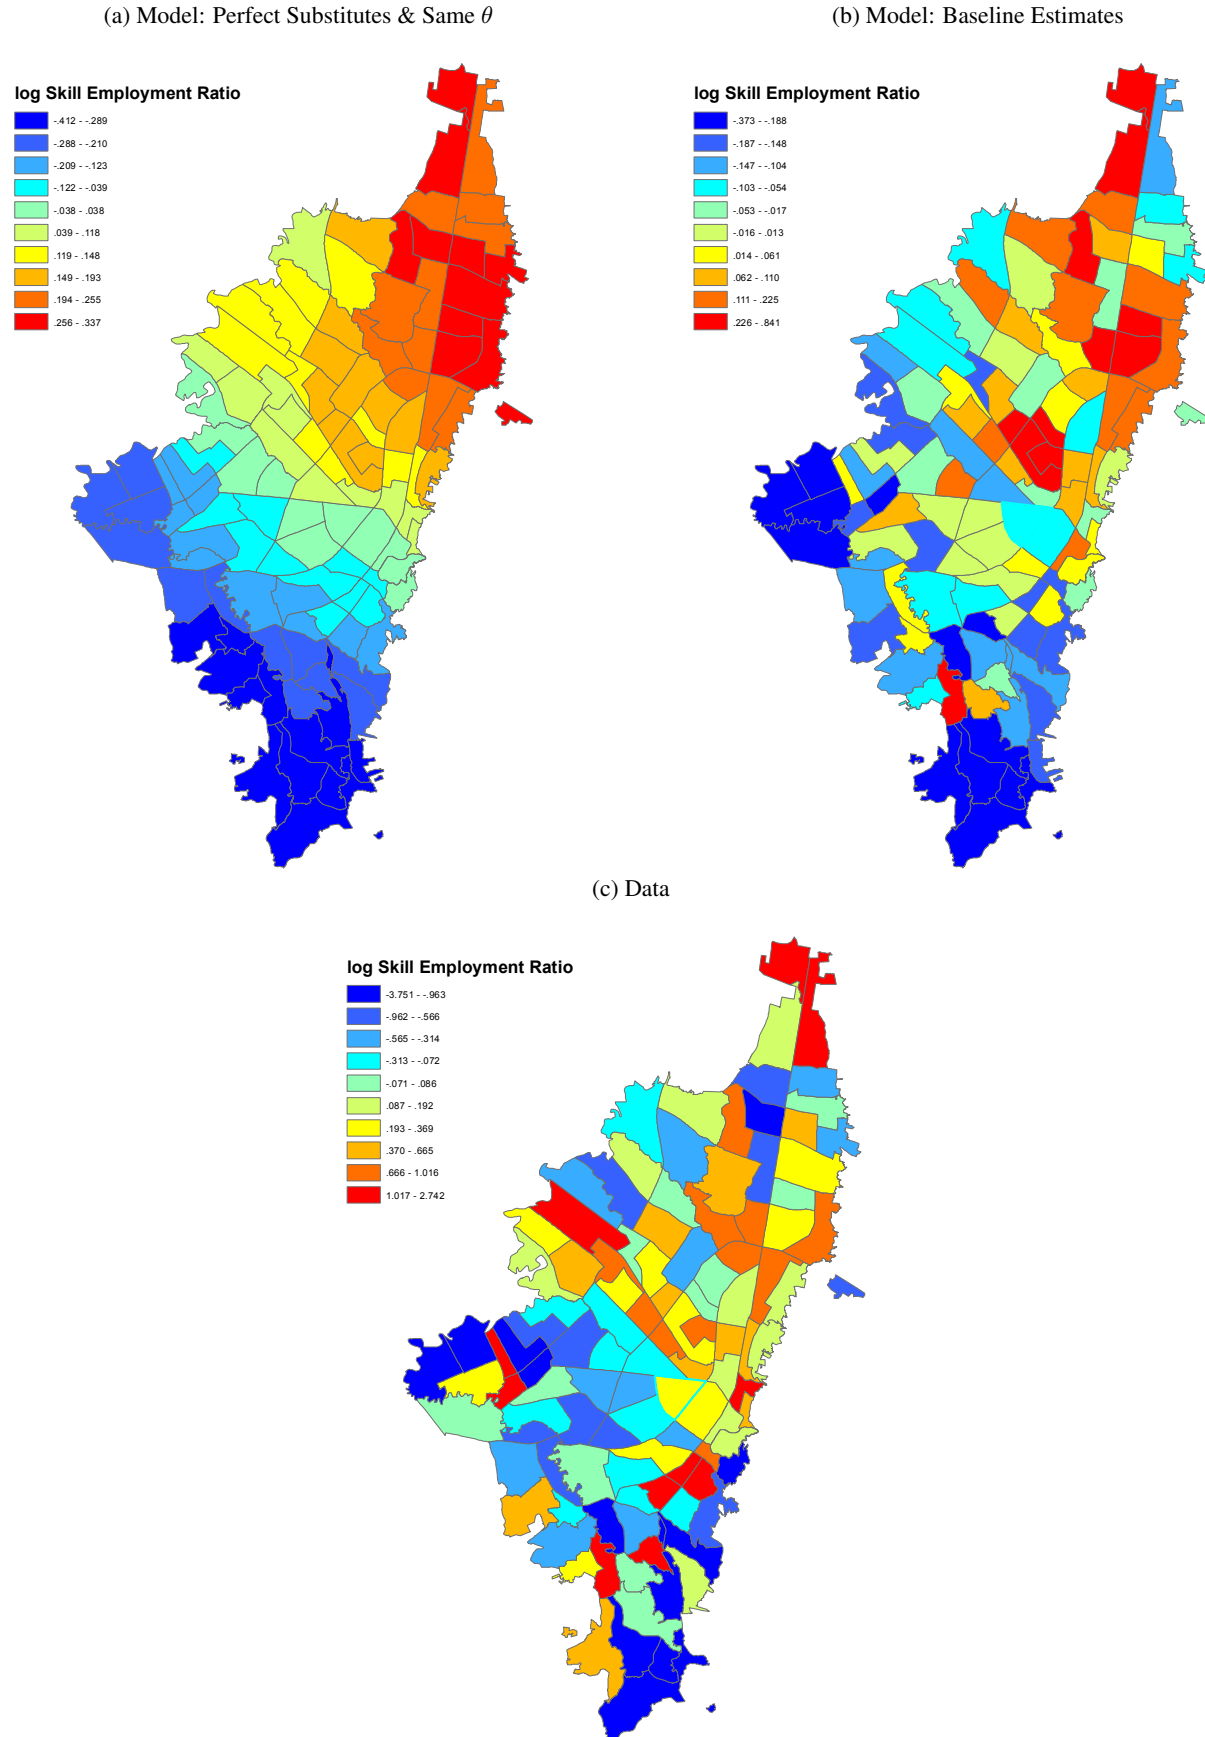 (a) Model: Perfect Substitutes & Same θ
log Skill Employment Ratio
-.412 - -.289
-.288 - -.210
-.209 - -.123
-.122 - -.039
-.038 - .038
.039 - .118
.119 - .148
.149 - .193
.194 - .255
.256 - .337
(b) Model: Baseline Estimates
log Skill Employment Ratio
-.373 - -.188
-.187 - -.148
-.147 - -.104
-.103 - -.054
-.053 - -.017
-.016 - .013
.014 - .061
.062 - .110
.111 - .225
.226 - .841
(c) Data
log Skill Employment Ratio
-3.751 - -.963
-.962 - -.566
-.565 - -.314
-.313 - -.072
-.071 - .086
.087 - .192
.193 - .369
.370 - .665
.666 - 1.016
1.017 - 2.742